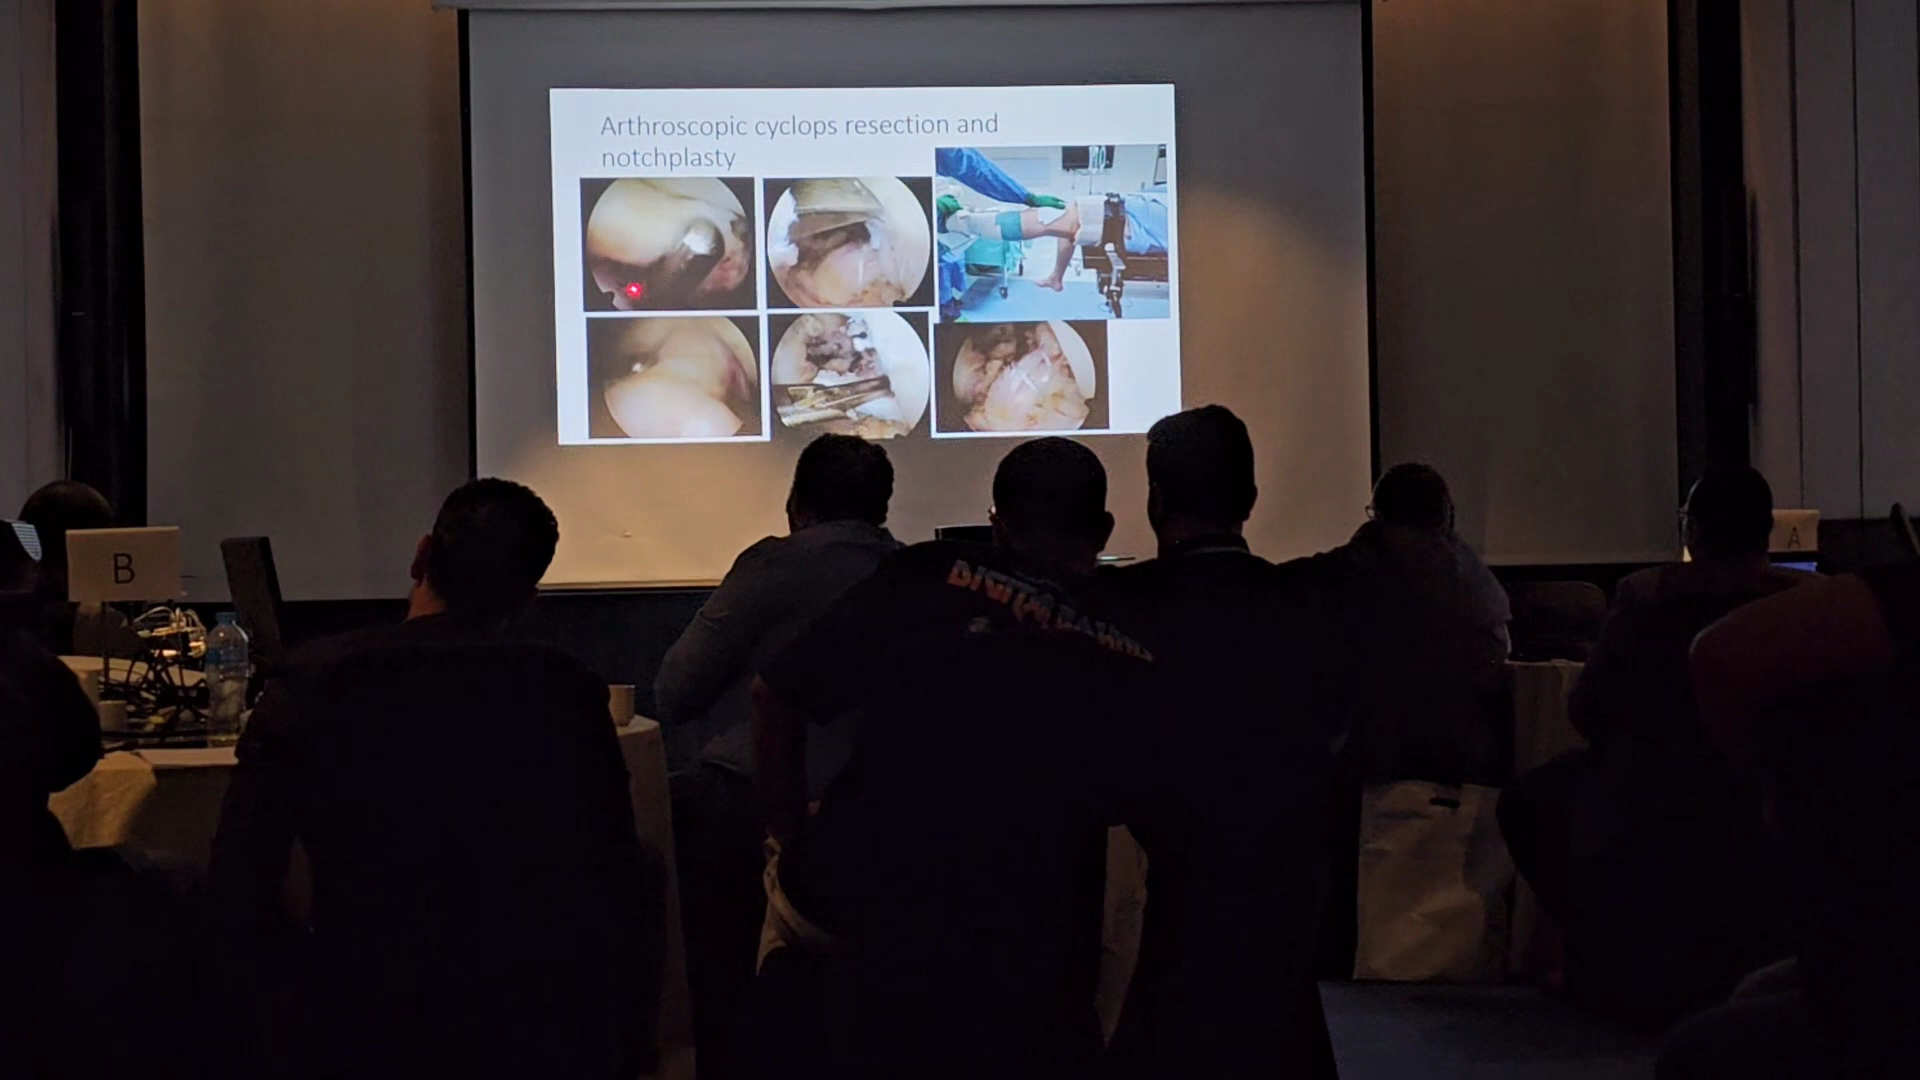 Arthroscopic cyclops resection and
notchplasty
B
A